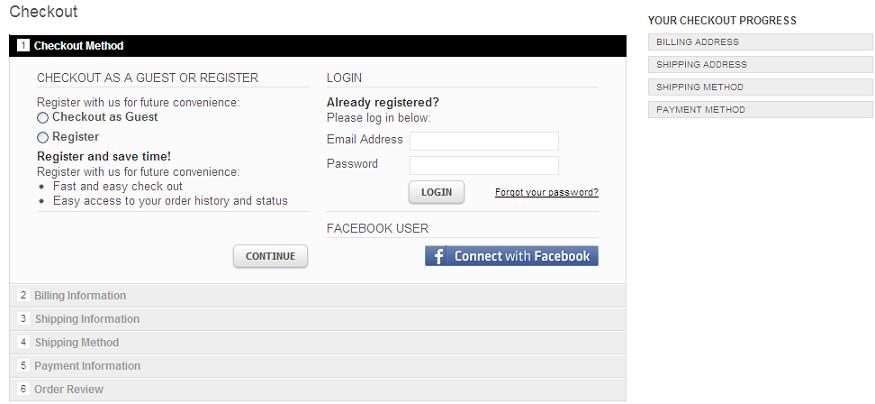 Checkout
1 Checkout Method
CHECKOUT AS A GUEST OR REGISTER
Register with us for future convenience:
Checkout as Guest
Register
Register and save time!
Register with us for future convenience:
• Fast and easy check out
• Easy access to your order history and status
CONTINUE
LOGIN
Already registered?
Please log in below:
Email Address
Password
LOGIN
Forgot your password?
FACEBOOK USER
f Connect with Facebook
2 Billing Information
3 Shipping Information
4 Shipping Method
5 Payment Information
6 Order Review
YOUR CHECKOUT PROGRESS
BILLING ADDRESS
SHIPPING ADDRESS
SHIPPING METHOD
PAYMENT METHOD